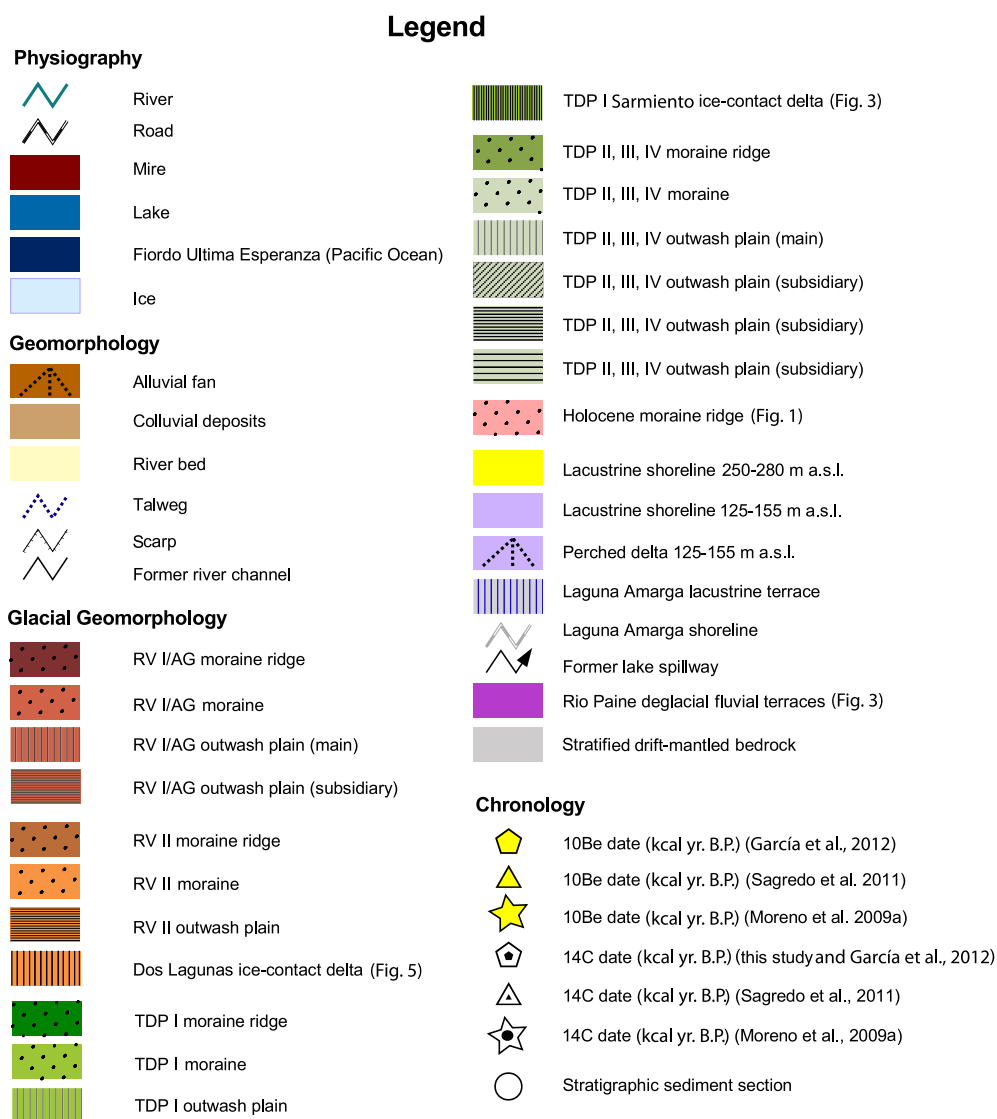 Legend
Physiography
River
Road
Mire
Lake
Fiordo Ultima Esperanza (Pacific Ocean)
Ice
Geomorphology
Alluvial fan
Colluvial deposits
River bed
Talweg
Scarp
Former river channel
Glacial Geomorphology
RV I/AG moraine ridge
RV I/AG moraine
RV I/AG outwash plain (main)
RV I/AG outwash plain (subsidiary)
RV II moraine ridge
RV II moraine
RV II outwash plain
Dos Lagunas ice-contact delta (Fig. 5)
TDP I moraine ridge
TDP I moraine
TDP I outwash plain
TDP I Sarmiento ice-contact delta (Fig. 3)
TDP II, III, IV moraine ridge
TDP II, III, IV moraine
TDP II, III, IV outwash plain (main)
TDP II, III, IV outwash plain (subsidiary)
TDP II, III, IV outwash plain (subsidiary)
TDP II, III, IV outwash plain (subsidiary)
Holocene moraine ridge (Fig. 1)
Lacustrine shoreline 250-280 m a.s.l.
Lacustrine shoreline 125-155 m a.s.l.
Perched delta 125-155 m a.s.l.
Laguna Amarga lacustrine terrace
Laguna Amarga shoreline
Former lake spillway
Rio Paine deglacial fluvial terraces (Fig. 3)
Stratified drift-mantled bedrock
Chronology
10Be date (kcal yr. B.P.) (García et al., 2012)
10Be date (kcal yr. B.P.) (Sagredo et al. 2011)
10Be date (kcal yr. B.P.) (Moreno et al. 2009a)
14C date (kcal yr. B.P.) (this study and García et al., 2012)
14C date (kcal yr. B.P.) (Sagredo et al., 2011)
14C date (kcal yr. B.P.) (Moreno et al., 2009a)
Stratigraphic sediment section